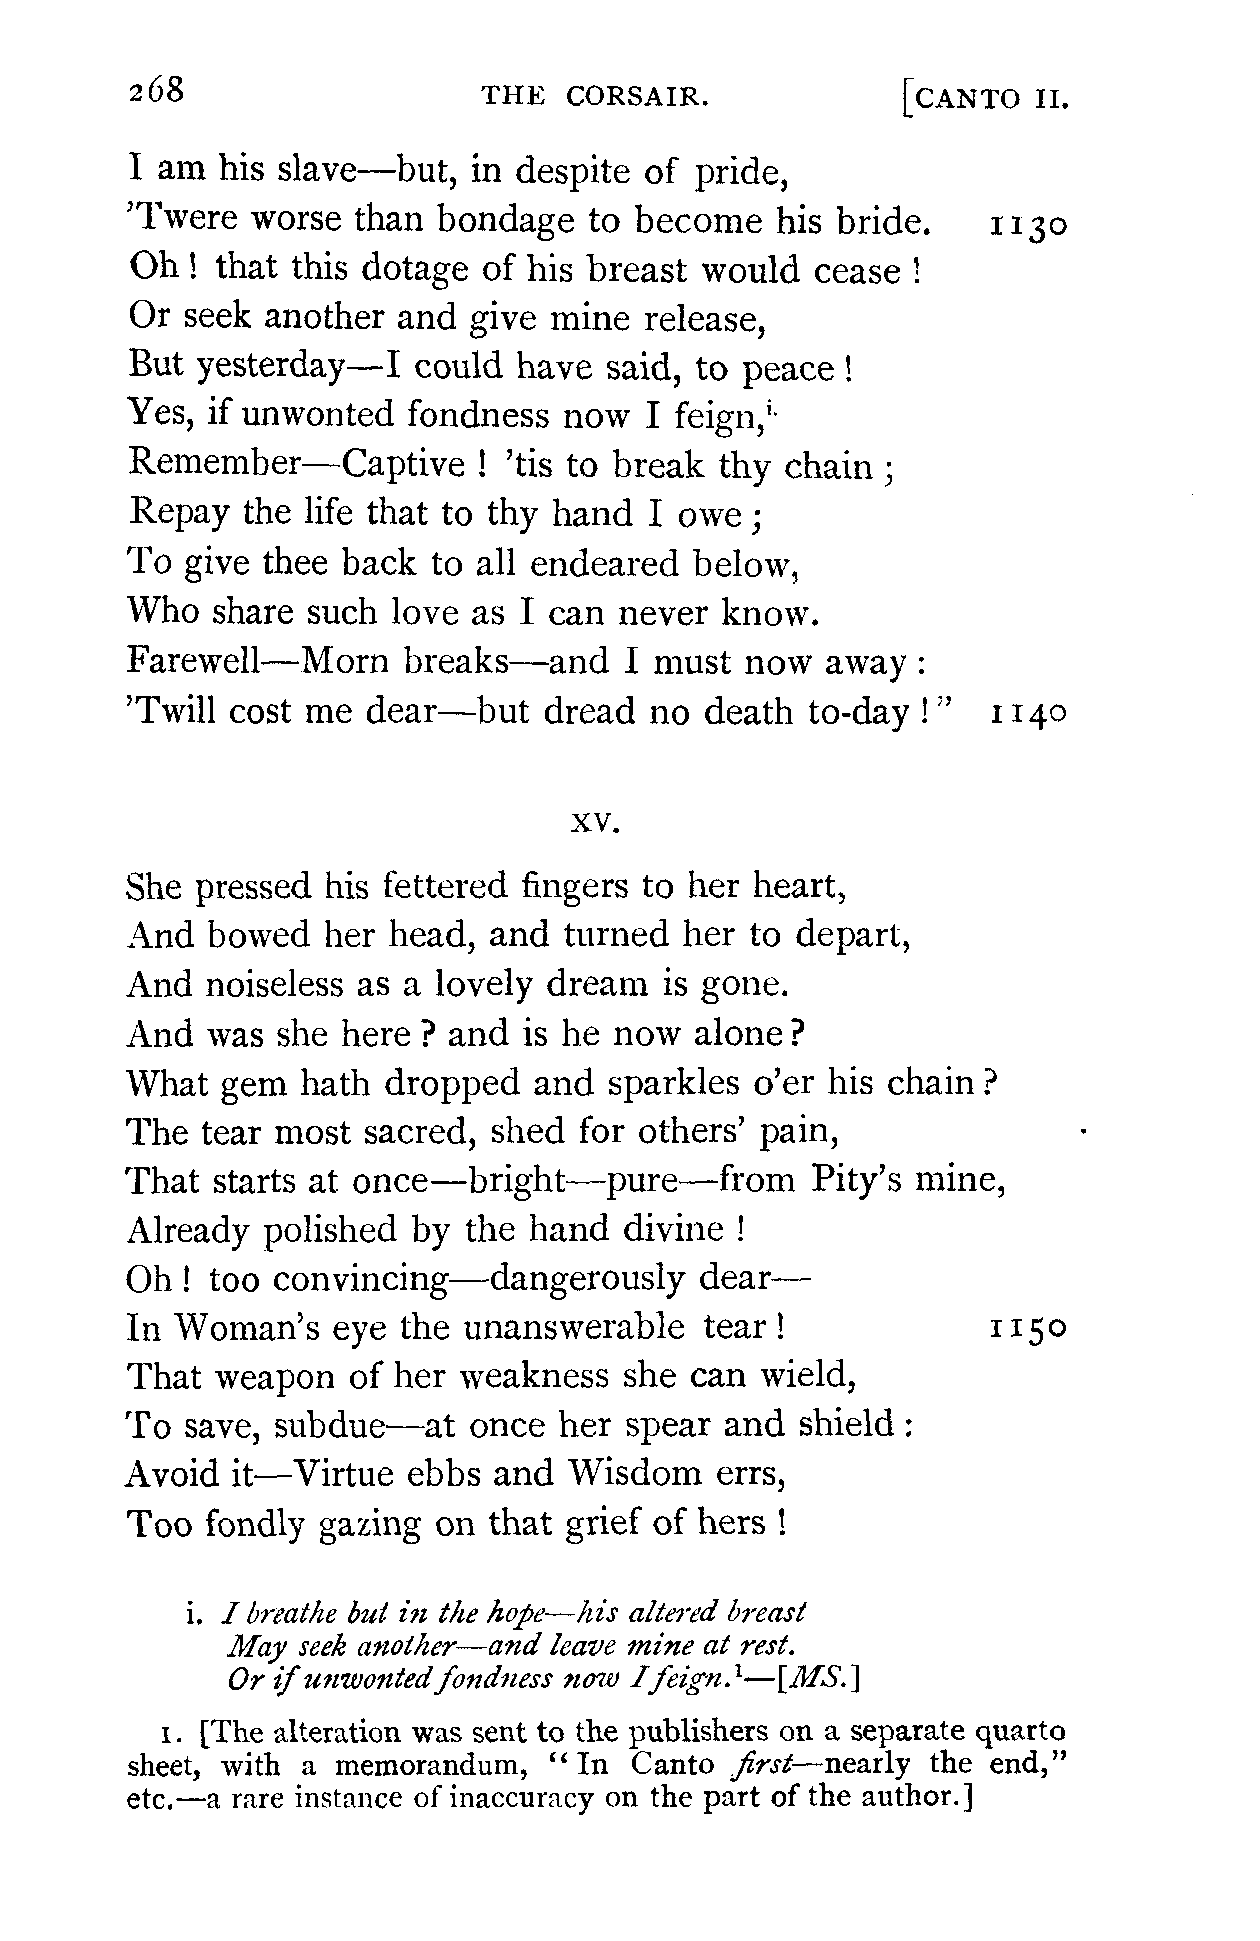 268 THE CORSAIR. [CANTO II.
I am his slave—but, in despite of pride,
'Twere worse than bondage to become his bride. 1130
Oh! that this dotage of his breast would cease!
Or seek another and give mine release,
But yesterday—I could have said, to peace!
Yes, if unwonted fondness now I feign,i.
Remember—Captive! 'tis to break thy chain;
Repay the life that to thy hand I owe;
To give thee back to all endeared below,
Who share such love as I can never know.
Farewell—Morn breaks—and I must now away:
'Twill cost me dear—but dread no death to-day!" 1140
XV.
She pressed his fettered fingers to her heart,
And bowed her head, and turned her to depart,
And noiseless as a lovely dream is gone.
And was she here? and is he now alone?
What gem hath dropped and sparkles o'er his chain?
The tear most sacred, shed for others' pain,
That starts at once—bright—pure—from Pity's mine,
Already polished by the hand divine!
Oh! too convincing—dangerously dear—
In Woman's eye the unanswerable tear! 1150
That weapon of her weakness she can wield,
To save, subdue—at once her spear and shield:
Avoid it—Virtue ebbs and Wisdom errs,
Too fondly gazing on that grief of hers!
i. I breathe but in the hope—his altered breast
May seek another—and leave mine at rest.
Or if unwonted fondness now I feign.1—[MS.]
1. [The alteration was sent to the publishers on a separate quarto
sheet, with a memorandum, "In Canto first—nearly the end,"
etc.—a rare instance of inaccuracy on the part of the author.]